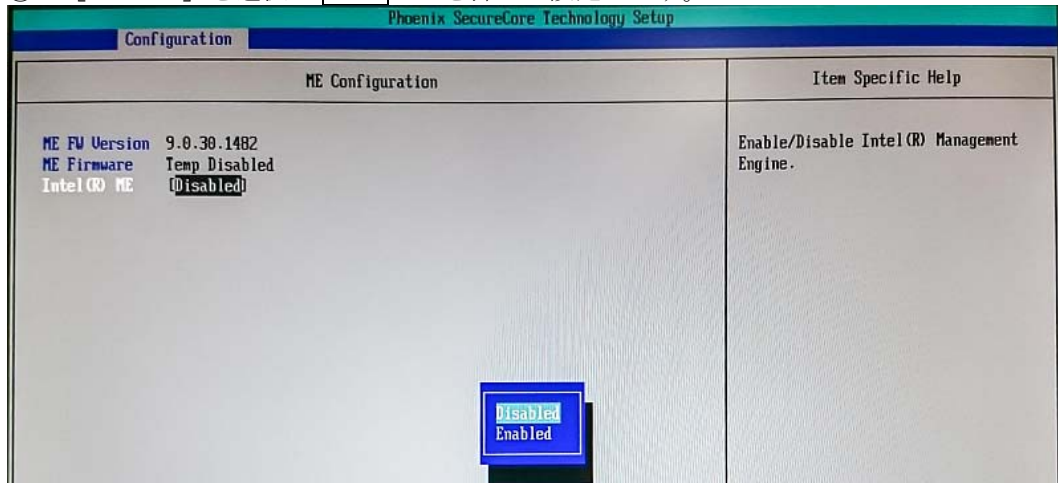 Phoenix SecureCore Technology Setup
Configuration
ME Configuration
Item Specific Help
ME FW Version 9.0.30.1482
ME Firmware Temp Disabled
Intel(R) ME [Disabled]
Enable/Disable Intel(R) Management
Engine.
Disabled
Enabled